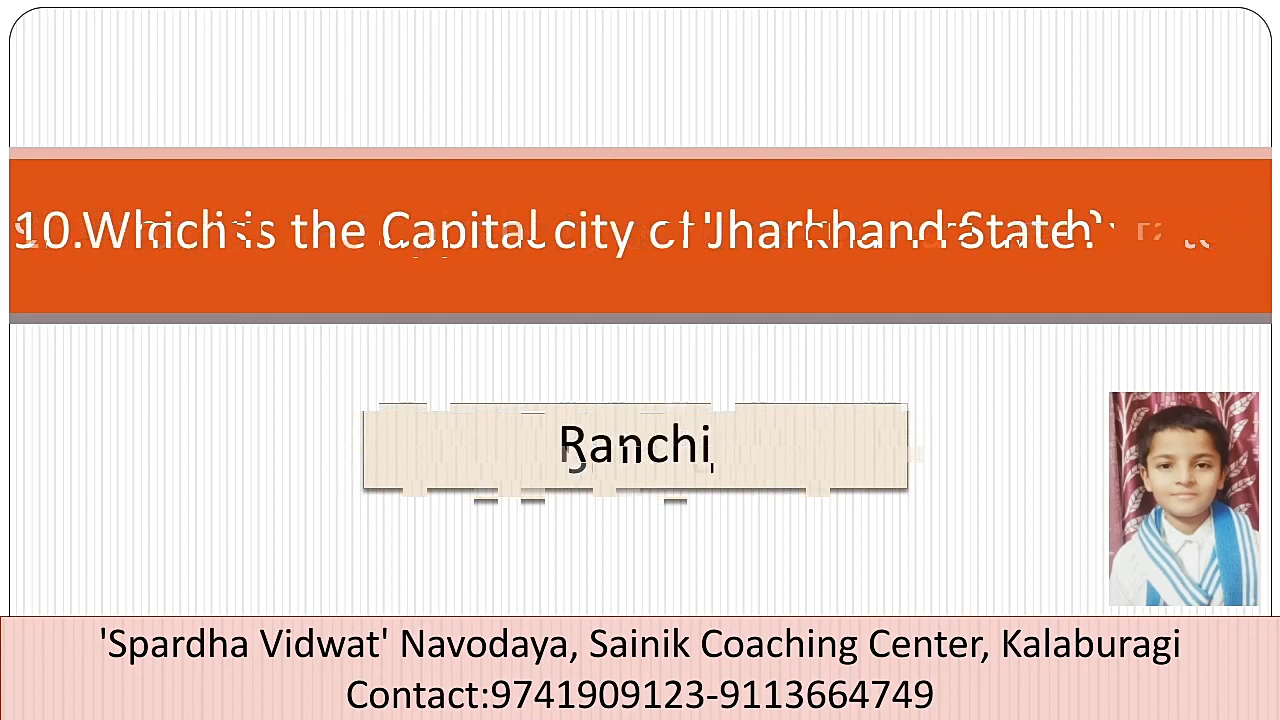 10.Which is the Capital city of 'Jharkhand State?
Ranchi
'Spardha Vidwat' Navodaya, Sainik Coaching Center, Kalaburagi
Contact:9741909123-9113664749